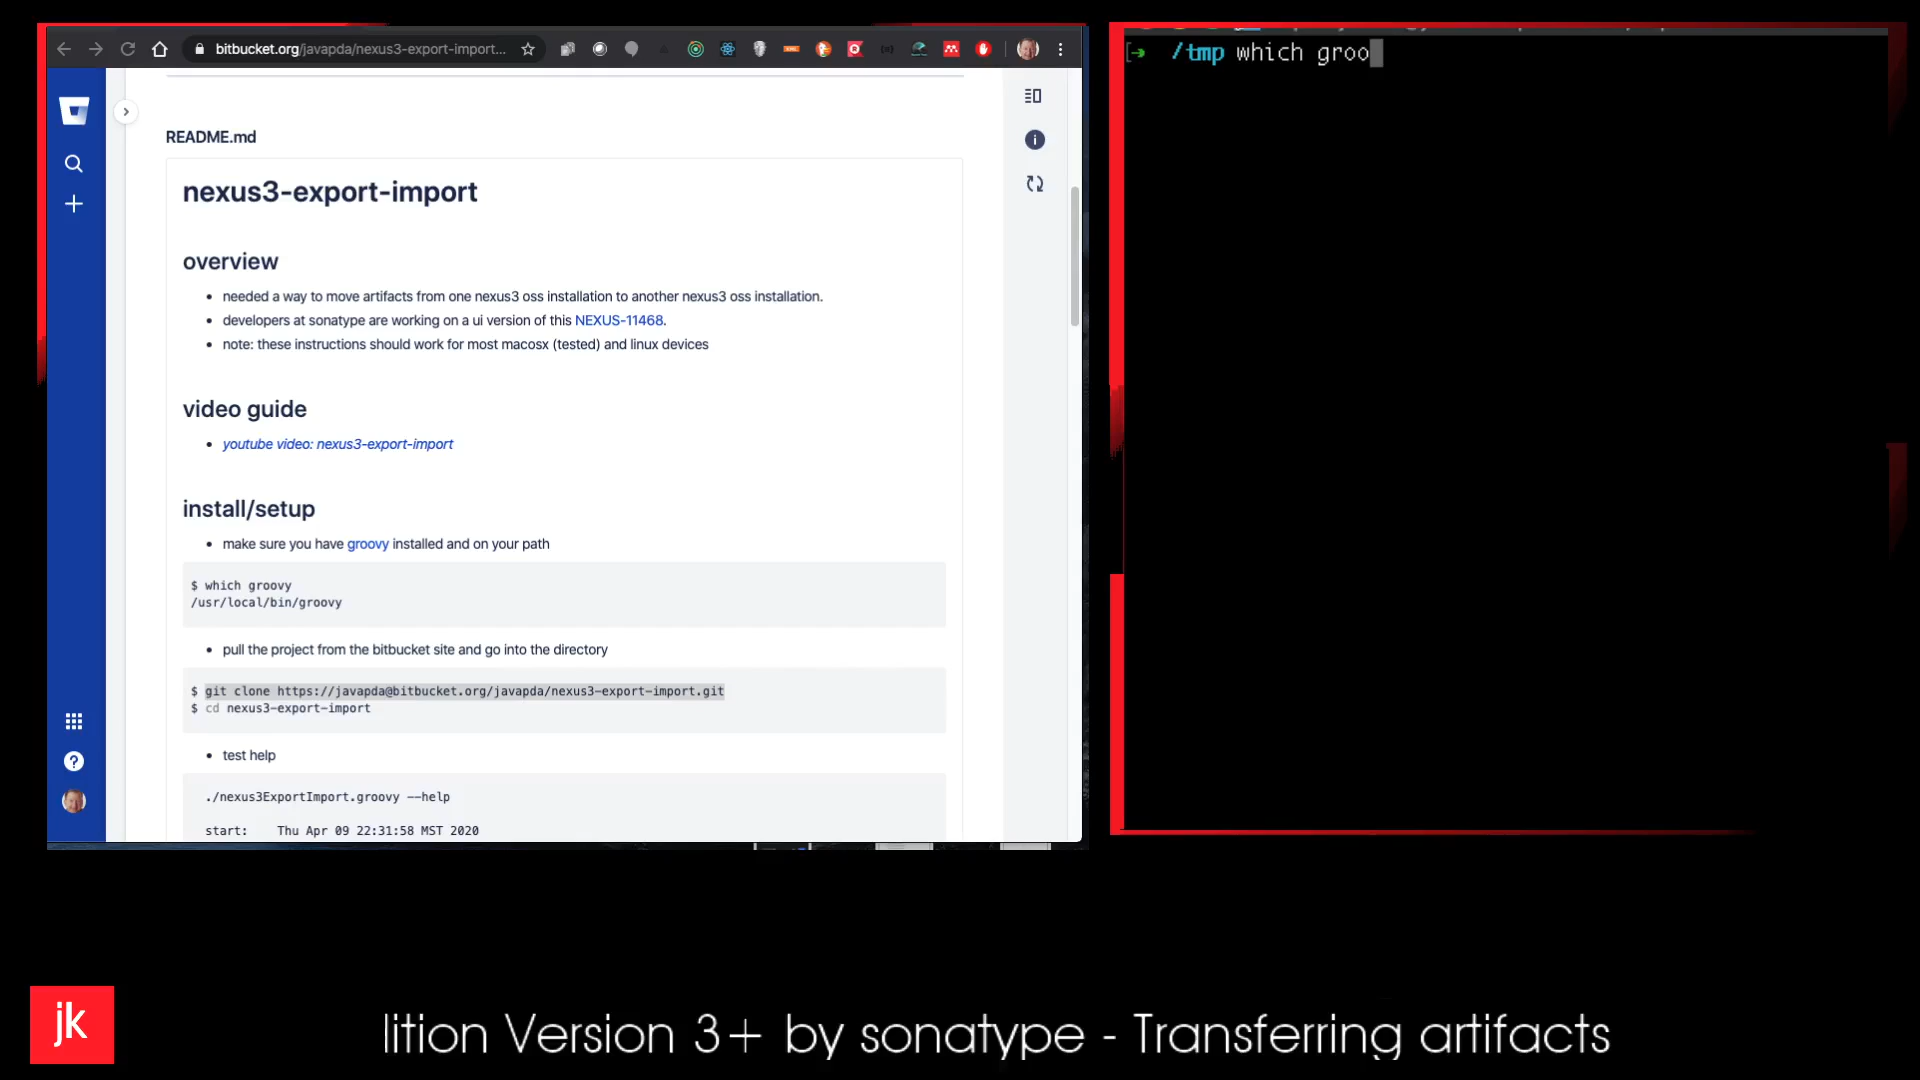 bitbucket.org/javapda/nexus3-export-import...
/tmp which groo
README.md
nexus3-export-import
overview
needed a way to move artifacts from one nexus3 oss installation to another nexus3 oss installation.
developers at sonatype are working on a ui version of this NEXUS-11468.
note: these instructions should work for most macosx (tested) and linux devices
video guide
youtube video: nexus3-export-import
install/setup
make sure you have groovy installed and on your path
$ which groovy
/usr/local/bin/groovy
pull the project from the bitbucket site and go into the directory
$ git clone https://javapda@bitbucket.org/javapda/nexus3-export-import.git
$ cd nexus3-export-import
test help
./nexus3ExportImport.groovy --help
start: Thu Apr 09 22:31:58 MST 2020
jk
lition Version 3+ by sonatype - Transferring artifacts